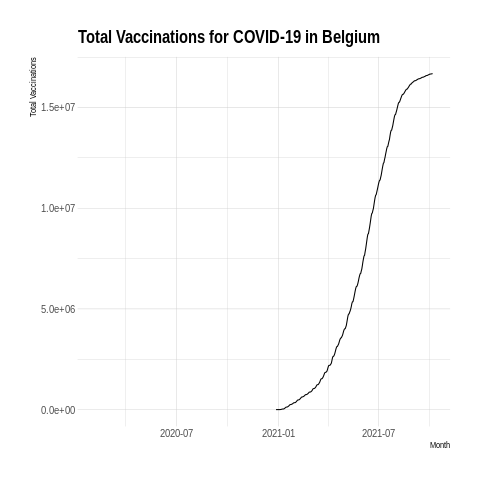 Total Vaccinations for COVID-19 in Belgium
Total Vaccinations
1.5e+07
1.0e+07
5.0e+06
0.0e+00
2020-07 2021-01 2021-07
Month